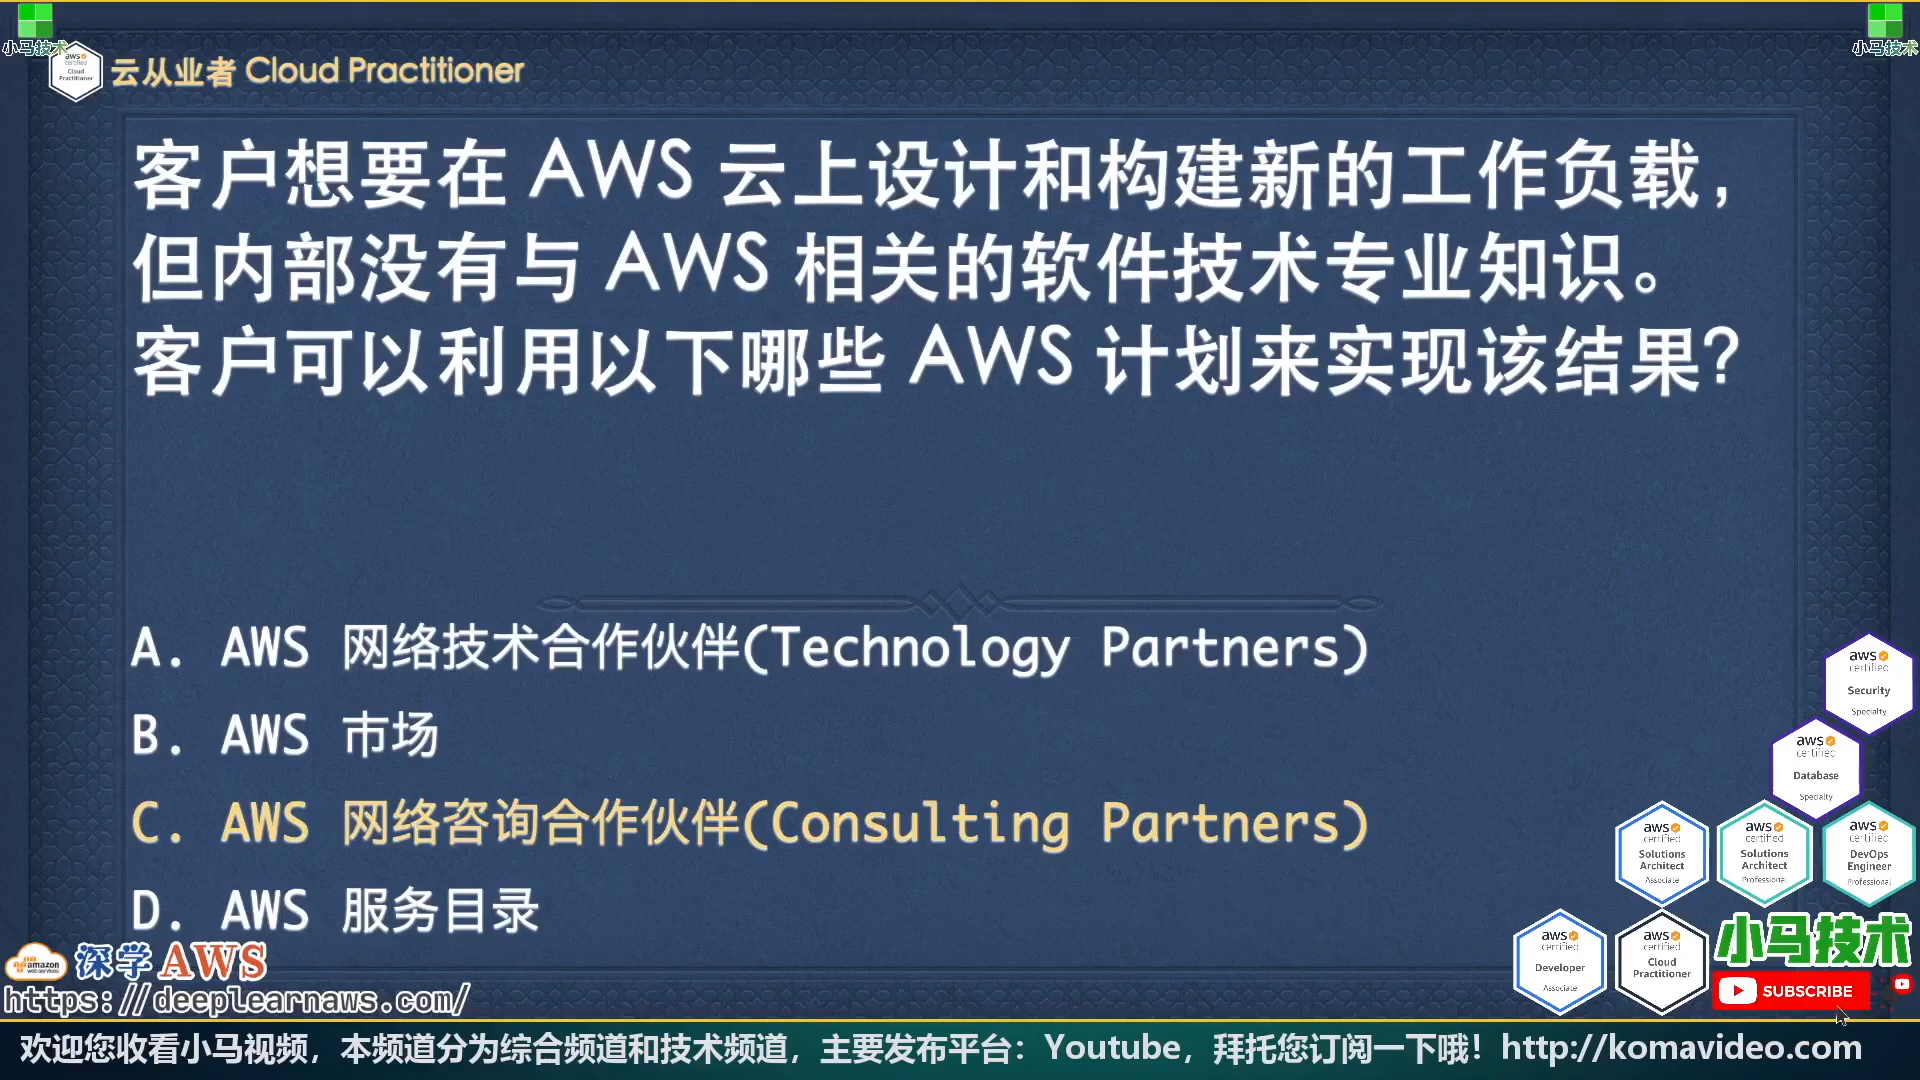 小马技术
小马技术
aws certified
Cloud
Practitioner
云从业者 Cloud Practitioner
客户想要在 AWS 云上设计和构建新的工作负载，
但内部没有与 AWS 相关的软件技术专业知识。
客户可以利用以下哪些 AWS 计划来实现该结果?
A. AWS 网络技术合作伙伴(Technology Partners)
B. AWS 市场
C. AWS 网络咨询合作伙伴(Consulting Partners)
D. AWS 服务目录
aws
certified
Security
Specialty
aws
certified
Database
Specialty
aws
certified
Solutions
Architect
Associate
aws
certified
Solutions
Architect
Professional
aws
certified
DevOps
Engineer
Professional
aws
certified
Developer
Associate
aws
certified
Cloud
Practitioner
小马技术
SUBSCRIBE
amazon
web services
深学 AWS
https://deeplearnaws.com/
欢迎您收看小马视频，本频道分为综合频道和技术频道，主要发布平台：Youtube，拜托您订阅一下哦！http://komavideo.com